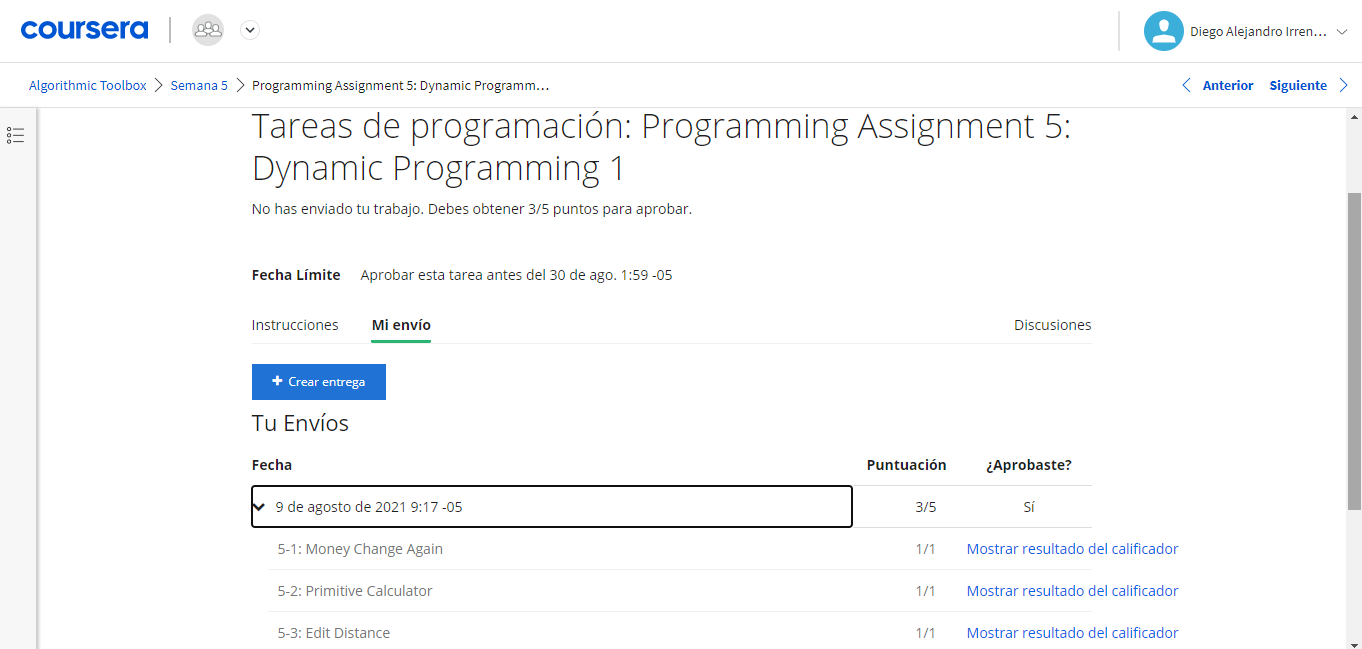 coursera
Diego Alejandro Irren...
Algorithmic Toolbox > Semana 5 > Programming Assignment 5: Dynamic Programm...
Anterior Siguiente
Tareas de programación: Programming Assignment 5:
Dynamic Programming 1
No has enviado tu trabajo. Debes obtener 3/5 puntos para aprobar.
Fecha Límite Aprobar esta tarea antes del 30 de ago. 1:59 -05
Instrucciones Mi envío Discusiones
+ Crear entrega
Tu Envíos
Fecha Puntuación ¿Aprobaste?
9 de agosto de 2021 9:17 -05 3/5 Sí
5-1: Money Change Again 1/1 Mostrar resultado del calificador
5-2: Primitive Calculator 1/1 Mostrar resultado del calificador
5-3: Edit Distance 1/1 Mostrar resultado del calificador